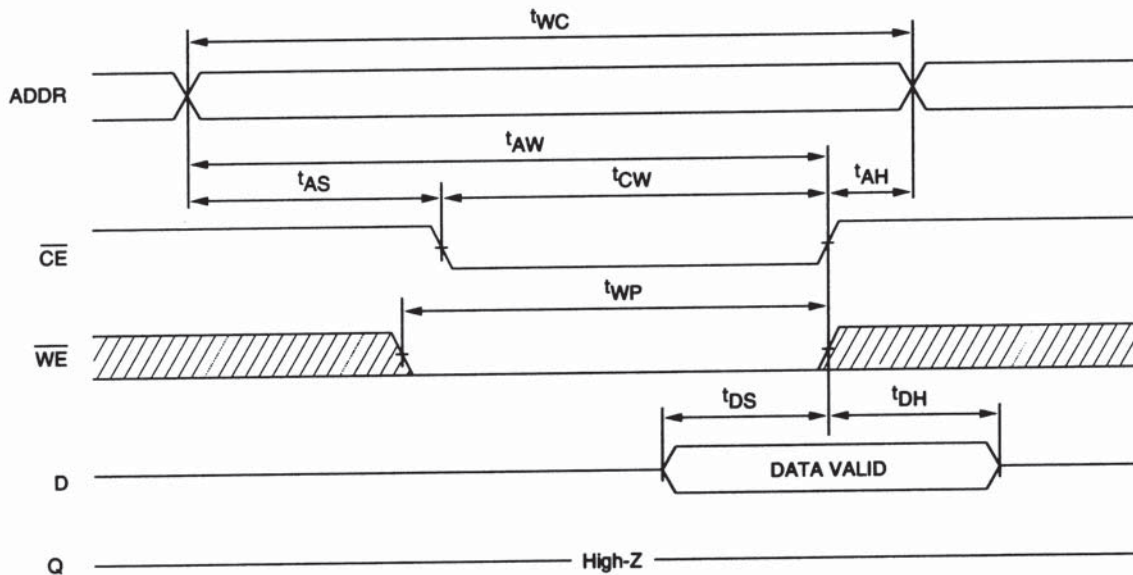 tWC
ADDR
tAW
tAS
tCW
tAH
CE
tWP
WE
tDS
tDH
D
DATA VALID
Q
High-Z